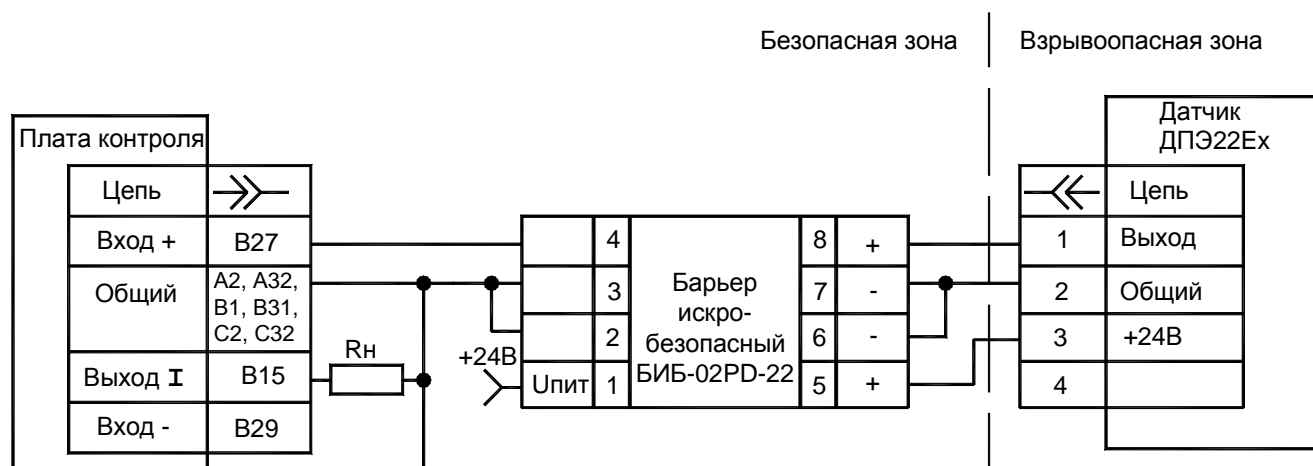 Безопасная зона
Взрывоопасная зона
Плата контроля
Датчик
ДПЭ22Ех
Цепь
Вход + B27
Общий
A2, A32,
B1, B31,
C2, C32
Выход I B15
Вход - B29
Rн
+24В
Uпит 1
4
3
2
Барьер
искро-
безопасный
БИБ-02PD-22
8 +
7 -
6 -
5 +
Цепь
1 Выход
2 Общий
3 +24В
4